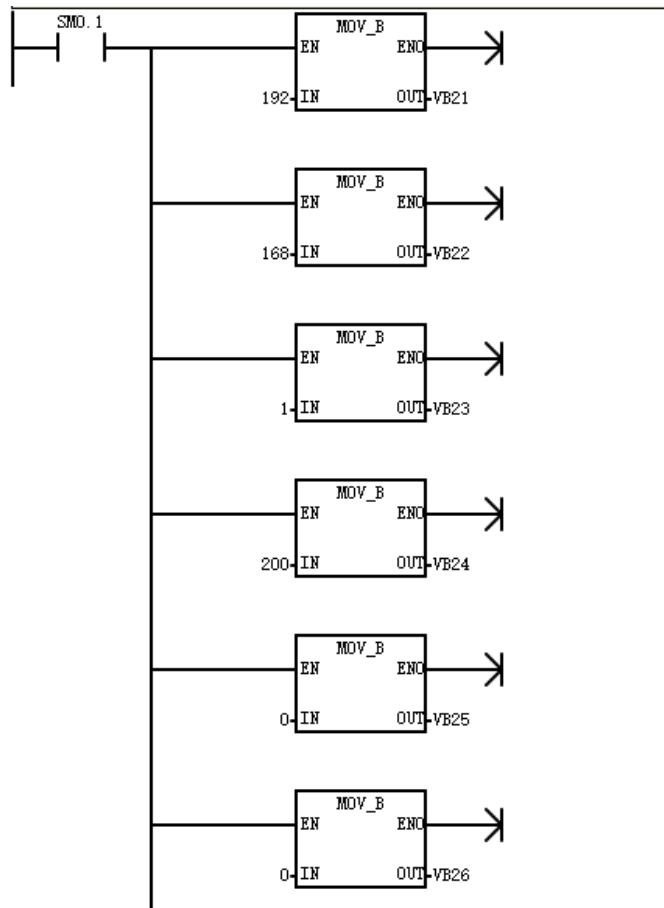 SM0.1
MOV_B
EN ENO
192 IN OUT VB21
MOV_B
EN ENO
168 IN OUT VB22
MOV_B
EN ENO
1 IN OUT VB23
MOV_B
EN ENO
200 IN OUT VB24
MOV_B
EN ENO
0 IN OUT VB25
MOV_B
EN ENO
0 IN OUT VB26